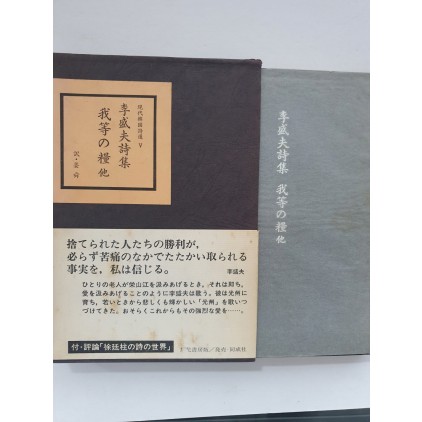 現代韓国詩選 Ⅴ
李盛夫詩集
我等の糧 他
訳・姜舜
捨てられた人たちの勝利が,
必らず苦痛のなかでたたかい取られる
事実を, 私は信じる。
李盛夫
ひとりの老人が栄山江を汲みあげるとき, それは即ち,
愛を汲みあげることのように李盛夫は歌う。彼は光州に
育ち, 若いときから悲しくも輝かしい「光州」を歌いつ
づけてきた。おそらくこれからもその強烈な愛を……。
付・評論「徐廷柱の詩の世界」
李盛夫詩集 我等の糧 他